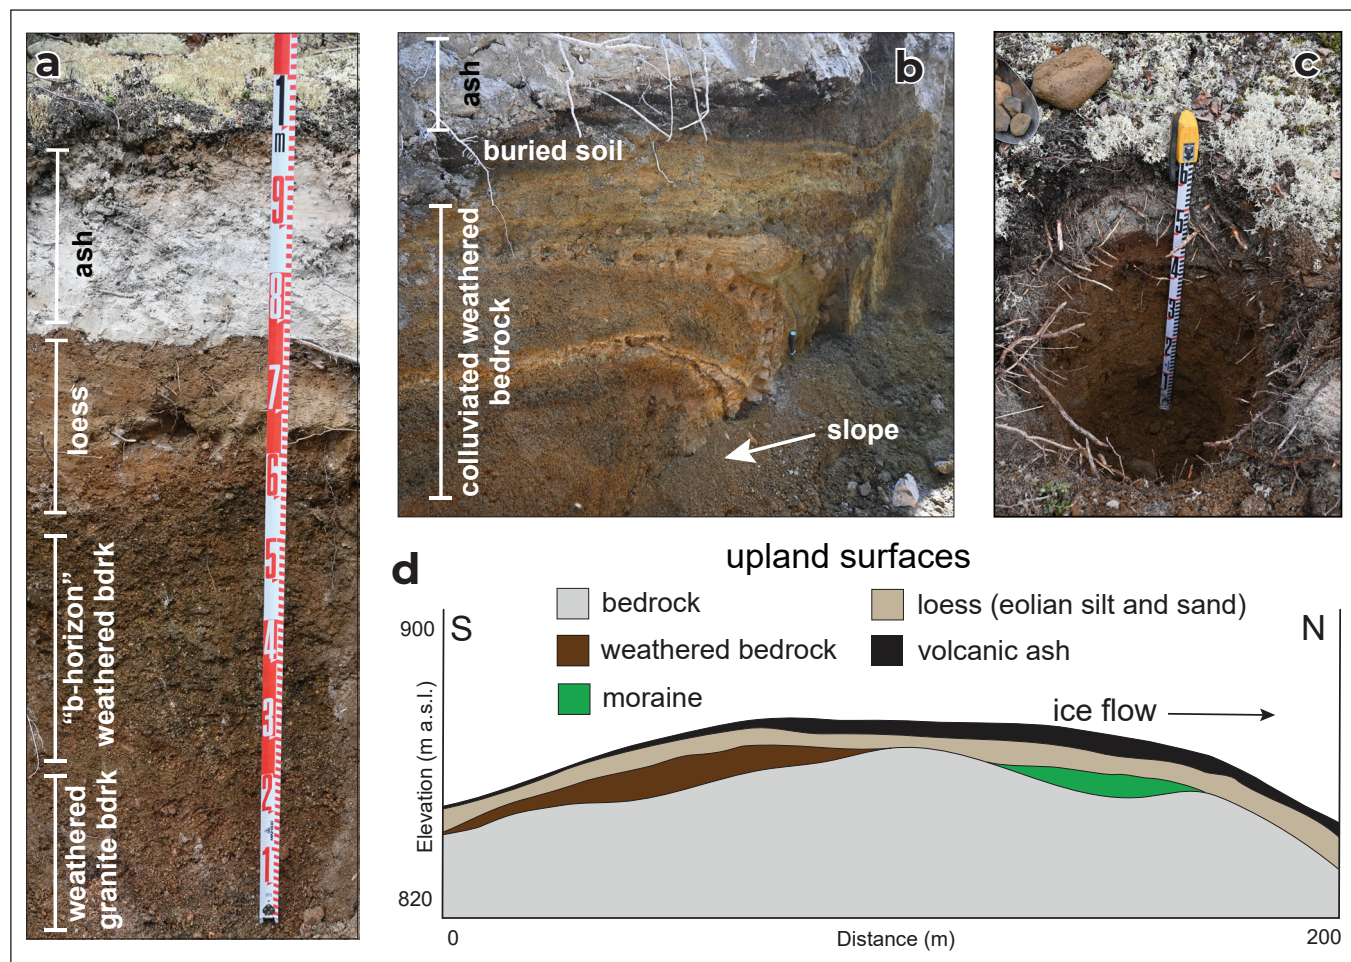 a
1
m
9
8
7
6
5
4
3
2
1
ash
loess
“b-horizon”
weathered bdrk
weathered
granite bdrk
b
ash
buried soil
colluviated weathered
bedrock
slope
c
d
upland surfaces
bedrock
weathered bedrock
moraine
loess (eolian silt and sand)
volcanic ash
S
N
ice flow
900
820
Elevation (m a.s.l.)
0
Distance (m)
200